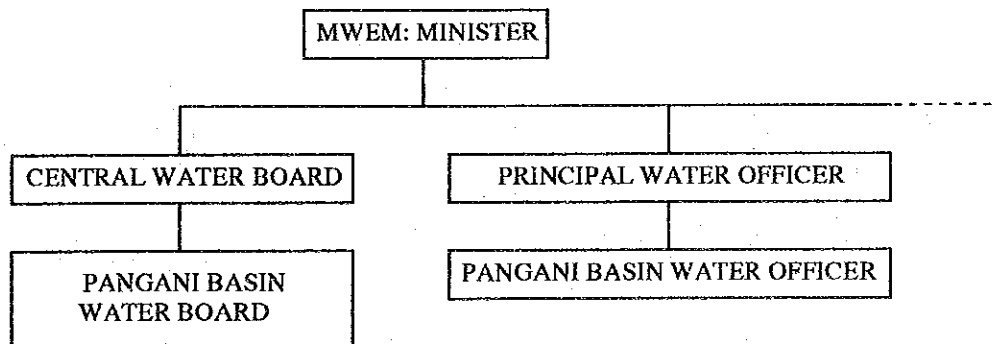 MWEM: MINISTER
CENTRAL WATER BOARD
PRINCIPAL WATER OFFICER
PANGANI BASIN
WATER BOARD
PANGANI BASIN WATER OFFICER